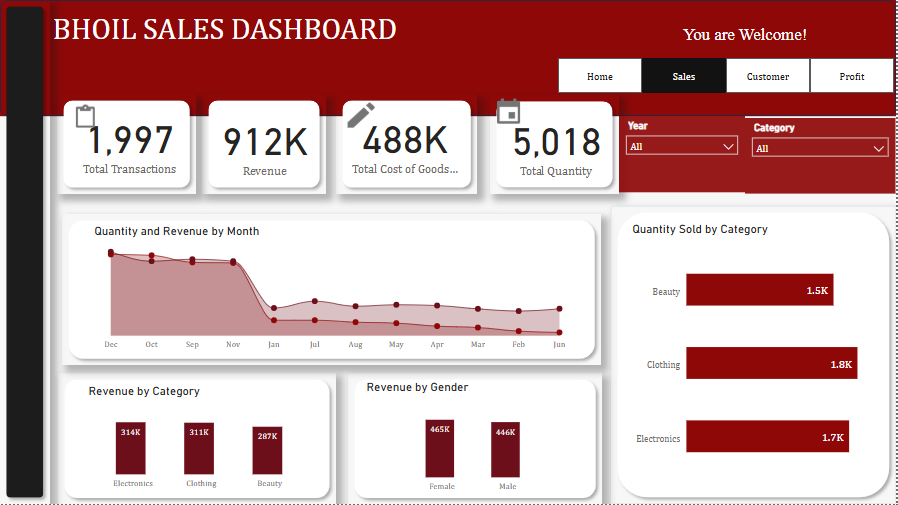 BHOIL SALES DASHBOARD
You are Welcome!
Home Sales Customer Profit
1,997
Total Transactions
912K
Revenue
488K
Total Cost of Goods...
5,018
Total Quantity
Year
All
Category
All
Quantity and Revenue by Month
Dec Oct Sep Nov Jan Jul Aug May Apr Mar Feb Jun
Quantity Sold by Category
Beauty 1.5K
Clothing 1.8K
Electronics 1.7K
Revenue by Category
314K 311K 287K
Electronics Clothing Beauty
Revenue by Gender
465K 446K
Female Male